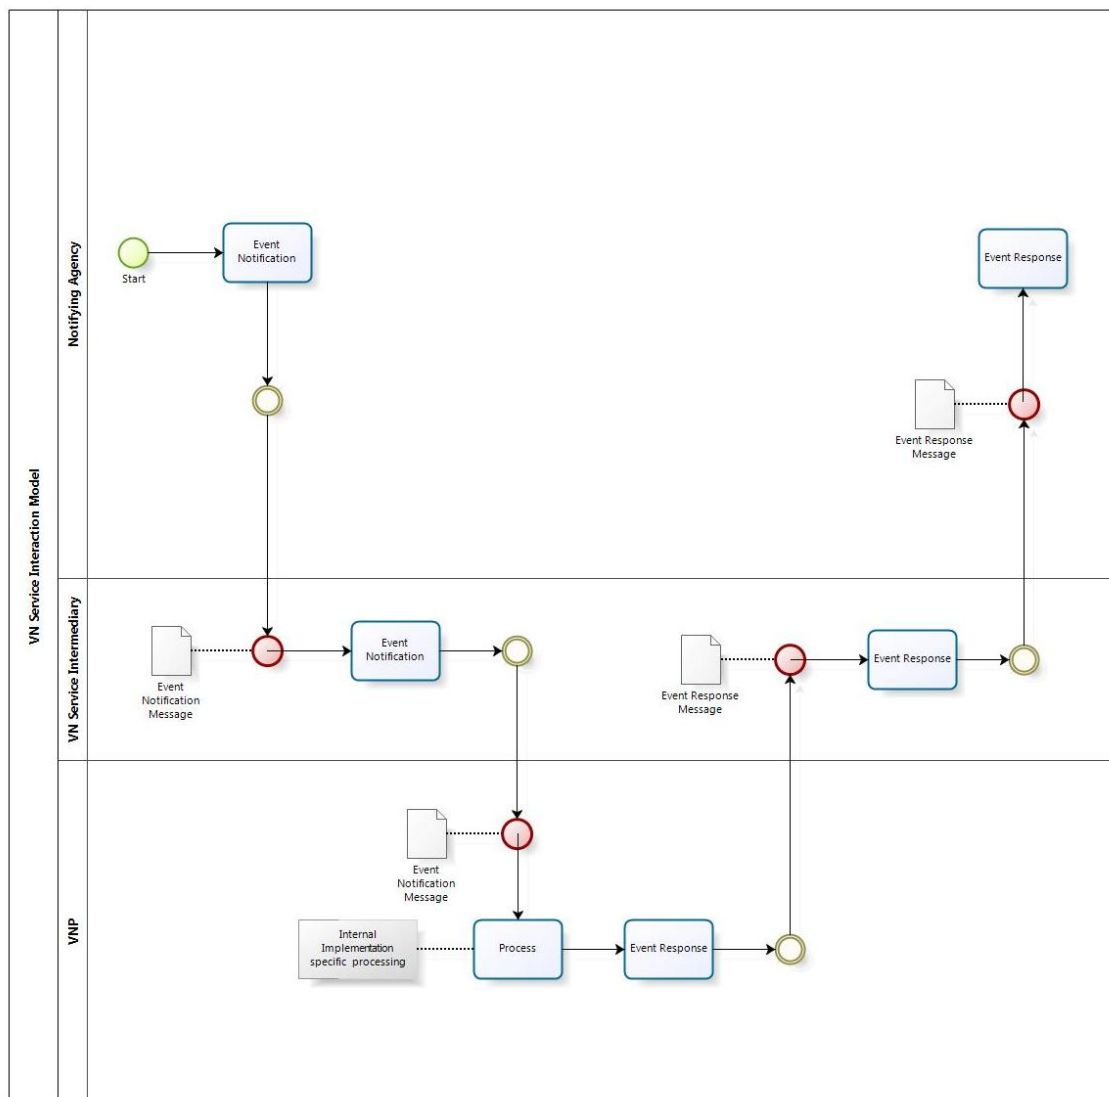 VN Service Interaction Model
Notifying Agency
Start
Event
Notification
Event Response
Event Response
Message
VN Service Intermediary
Event
Notification
Message
Event
Notification
Event Response
Message
Event Response
VNP
Event
Notification
Message
Internal
Implementation
specific processing
Process
Event Response